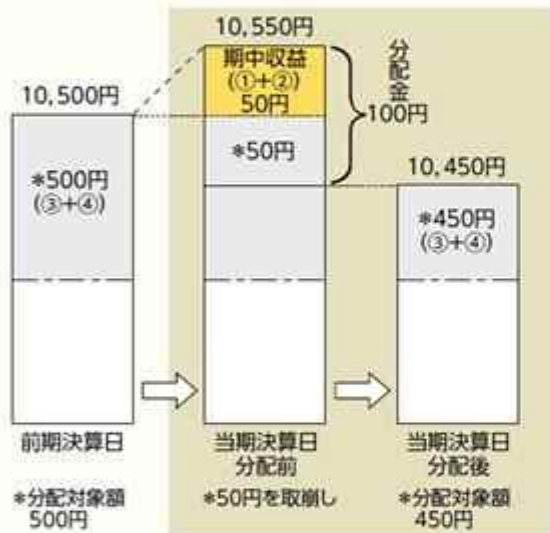 10,550円
期中収益
(①+②)
50円
分配金
100円
10,500円
*50円
*500円
(③+④)
10,450円
*450円
(③+④)
前期決算日
当期決算日
分配前
当期決算日
分配後
*分配対象額
500円
*50円を取崩し
*分配対象額
450円